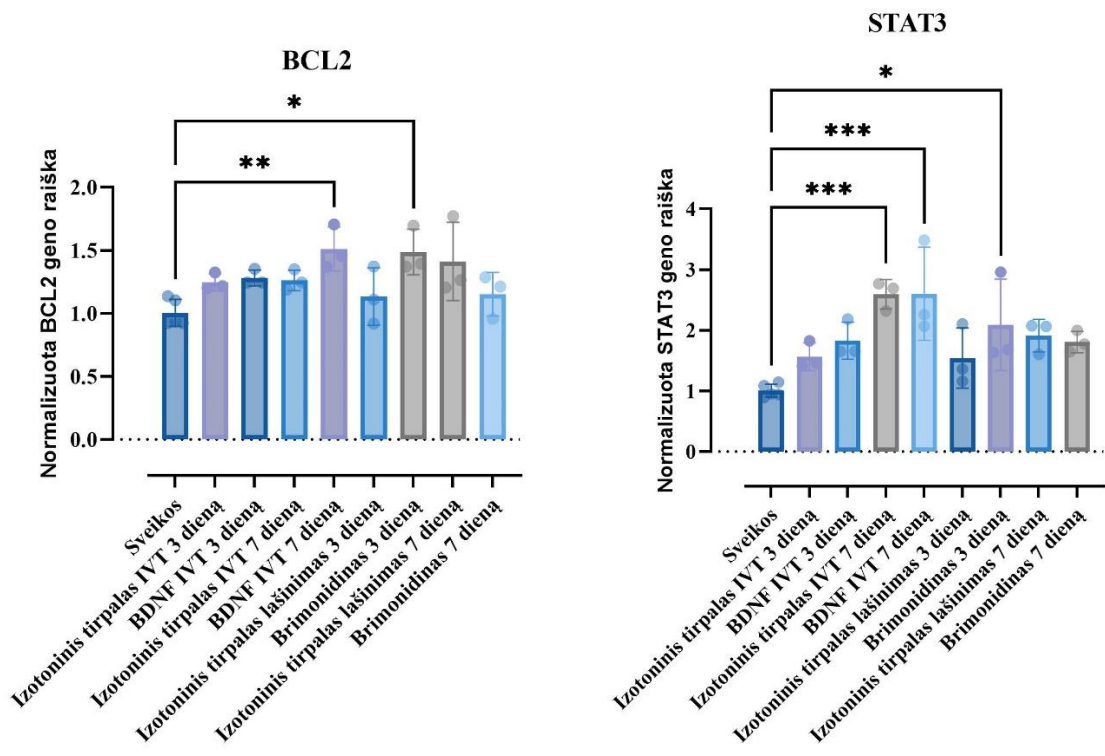 BCL2
*
**
Normalizuota BCL2 geno raiška
2.0
1.5
1.0
0.5
0.0
Sveikos
Izotoninis tirpalas IVT 3 dieną
BDNF IVT 3 dieną
Izotoninis tirpalas IVT 7 dieną
BDNF IVT 7 dieną
Izotoninis tirpalas lašinimas 3 dieną
Brimonidinas 3 dieną
Izotoninis tirpalas lašinimas 7 dieną
Brimonidinas 7 dieną
STAT3
*
***
***
Normalizuota STAT3 geno raiška
4
3
2
1
0
Sveikos
Izotoninis tirpalas IVT 3 dieną
BDNF IVT 3 dieną
Izotoninis tirpalas IVT 7 dieną
BDNF IVT 7 dieną
Izotoninis tirpalas lašinimas 3 dieną
Brimonidinas 3 dieną
Izotoninis tirpalas lašinimas 7 dieną
Brimonidinas 7 dieną